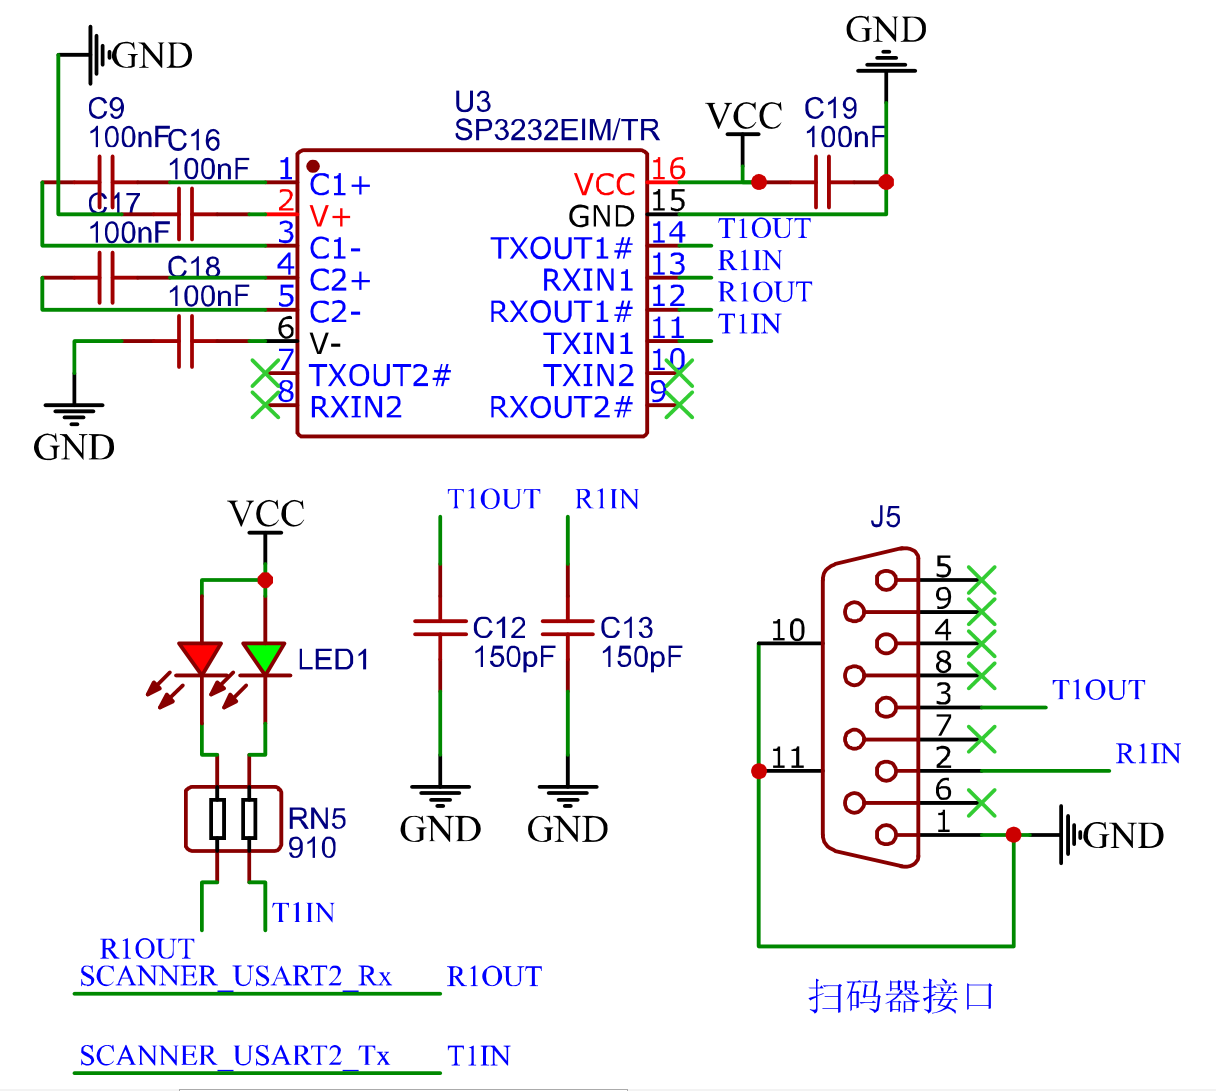 GND
GND
C9
100nF
C16
100nF
C17
100nF
C18
100nF
U3
SP3232EIM/TR
VCC
C19
100nF
1 C1+
2 V+
3 C1-
4 C2+
5 C2-
6 V-
7 TXOUT2#
8 RXIN2
VCC 16
GND 15
TXOUT1# 14 T1OUT
RXIN1 13 R1IN
RXOUT1# 12 R1OUT
TXIN1 11 T1IN
TXIN2 10
RXOUT2# 9
GND
VCC
LED1
RN5
910
T1IN
R1OUT
T1OUT
C12
150pF
GND
R1IN
C13
150pF
GND
J5
5
9
4
8
3 T1OUT
7
2 R1IN
6
1 GND
10
11
扫码器接口
SCANNER_USART2_Rx R1OUT
SCANNER_USART2_Tx T1IN